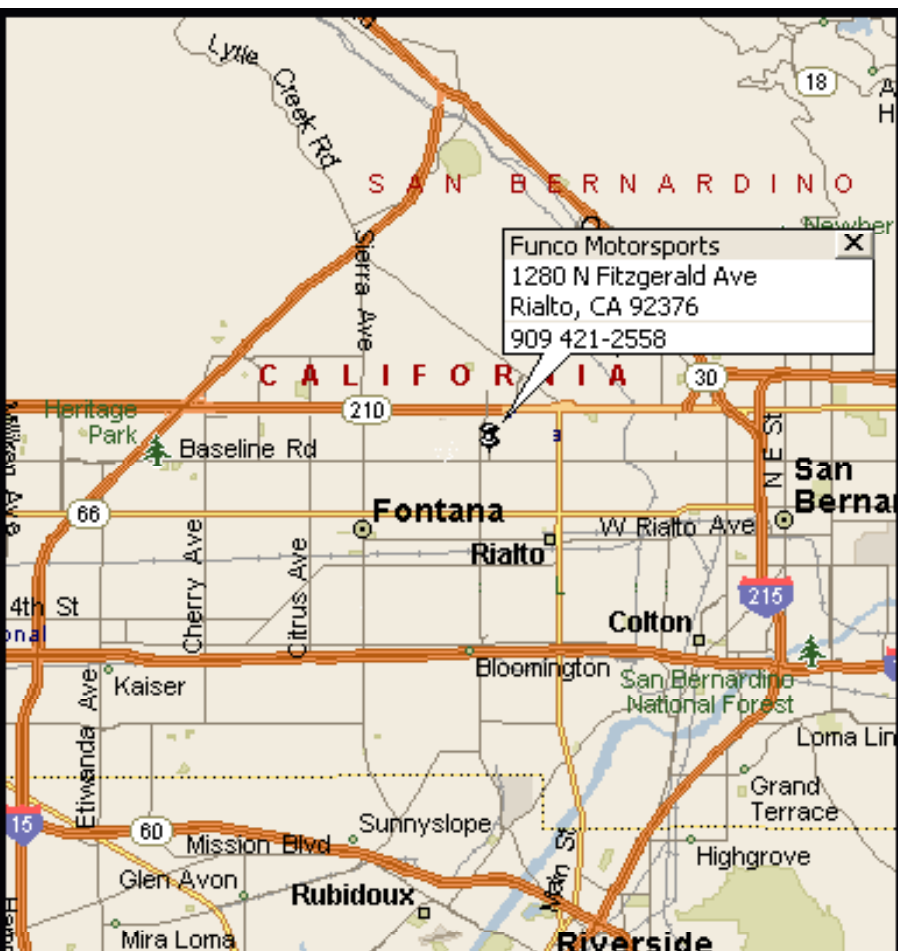 Lytle
Creek Rd
18
SAN BERNARDINO
Sierra Ave
Funco Motorsports
1280 N Fitzgerald Ave
Rialto, CA 92376
909 421-2558
CALIFORNIA
30
Heritage
Park
210
Baseline Rd
N E St
San
66
Fontana
W Rialto Ave
Rialto
Cherry Ave
Citrus Ave
4th St
215
Colton
Bloomington
Kaiser
San Bernardino
National Forest
Etiwanda Ave
Loma Lin
Grand
Terrace
15
60
Mission Blvd
Sunnyslope
Main St
Highgrove
Glen Avon
Rubidoux
Mira Loma
Riverside